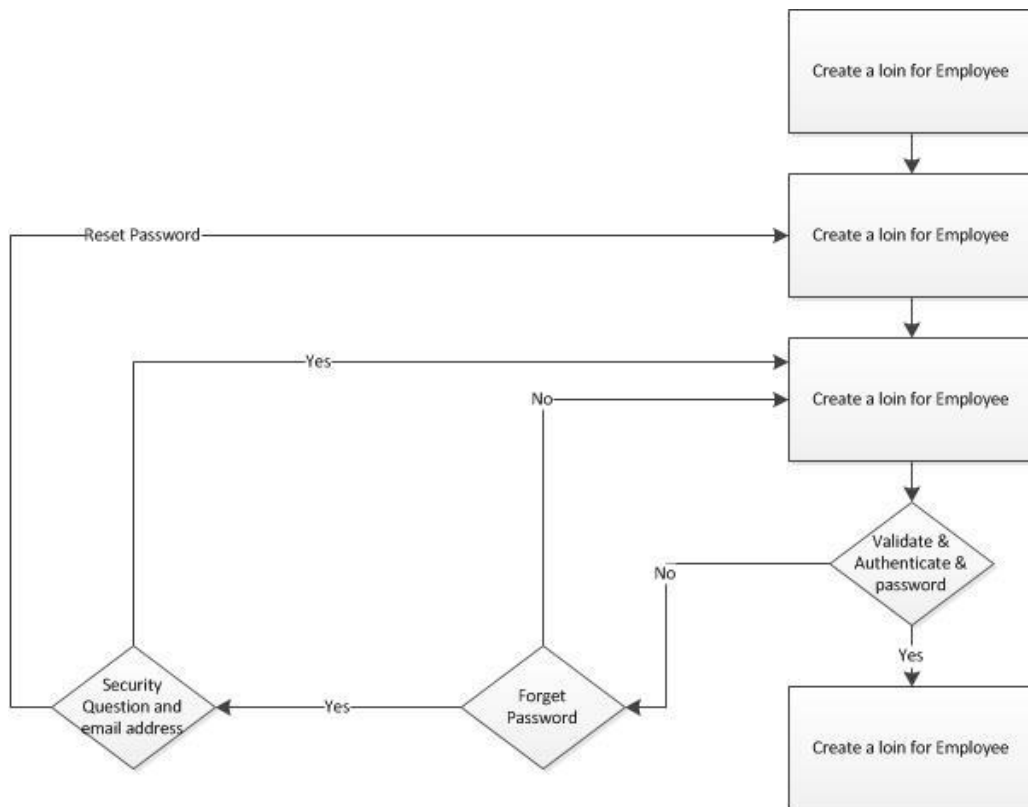 Create a loin for Employee
Reset Password
Create a loin for Employee
Yes
No
Create a loin for Employee
Validate &
Authenticate &
password
No
Yes
Security
Question and
email address
Yes
Forget
Password
Create a loin for Employee